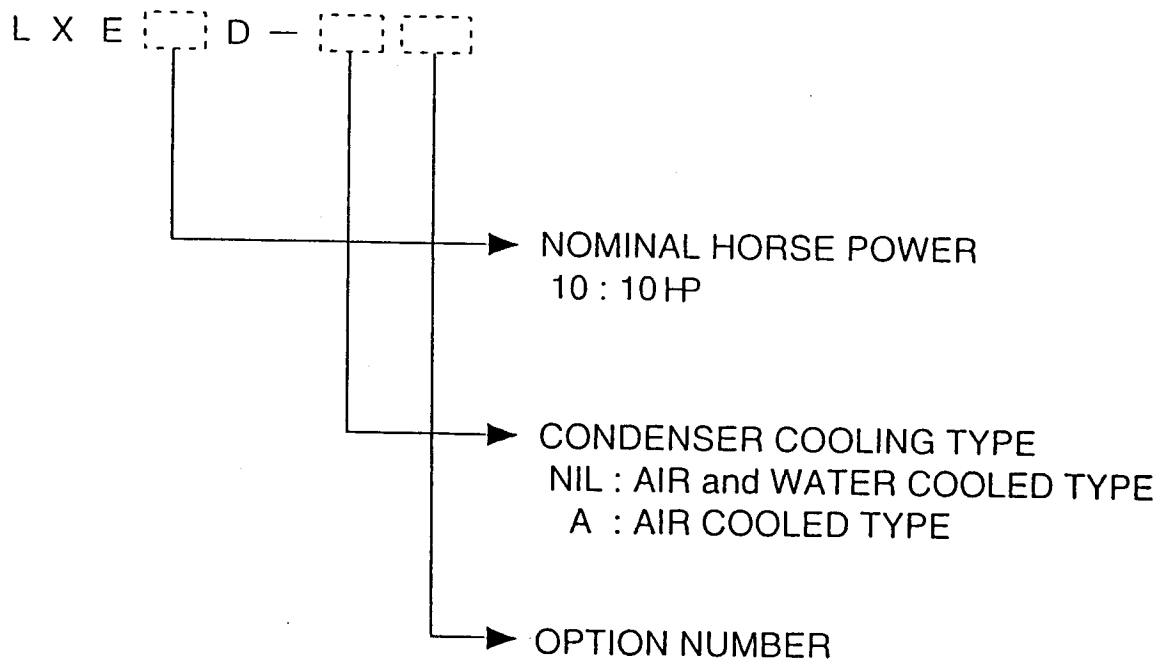 L X E D –
NOMINAL HORSE POWER
10 : 10 HP
CONDENSER COOLING TYPE
NIL : AIR and WATER COOLED TYPE
A : AIR COOLED TYPE
OPTION NUMBER